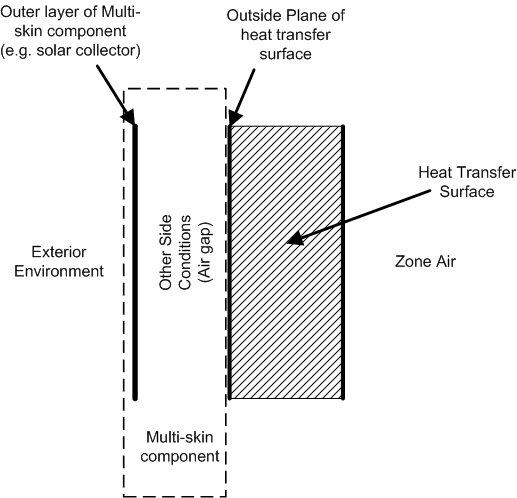 Outer layer of Multi-
skin component
(e.g. solar collector)
Outside Plane of
heat transfer
surface
Heat Transfer
Surface
Exterior
Environment
Other Side
Conditions
(Air gap)
Zone Air
Multi-skin
component